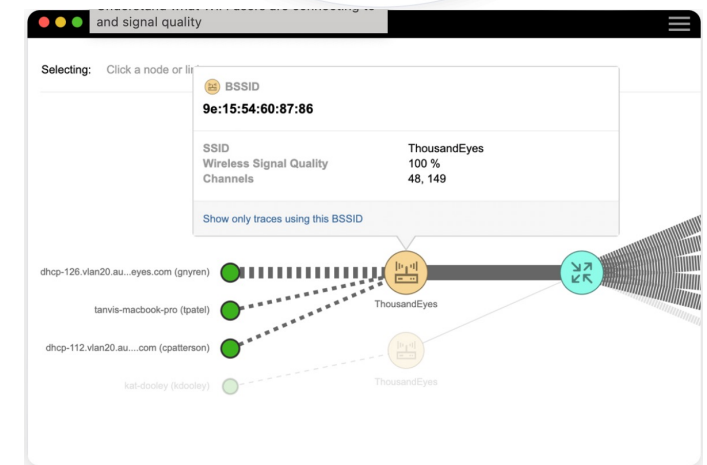 and signal quality
Selecting: Click a node or
BSSID
9e:15:54:60:87:86
SSID ThousandEyes
Wireless Signal Quality 100 %
Channels 48, 149
Show only traces using this BSSID
dhcp-126.vlan20.au...eyes.com (gnyren)
tanvis-macbook-pro (tpatel)
ThousandEyes
dhcp-112.vlan20.au....com (cpatterson)
kat-dooley (kdooley)
ThousandEyes